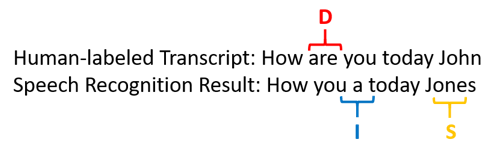 D
Human-labeled Transcript: How are you today John
Speech Recognition Result: How you a today Jones
I S